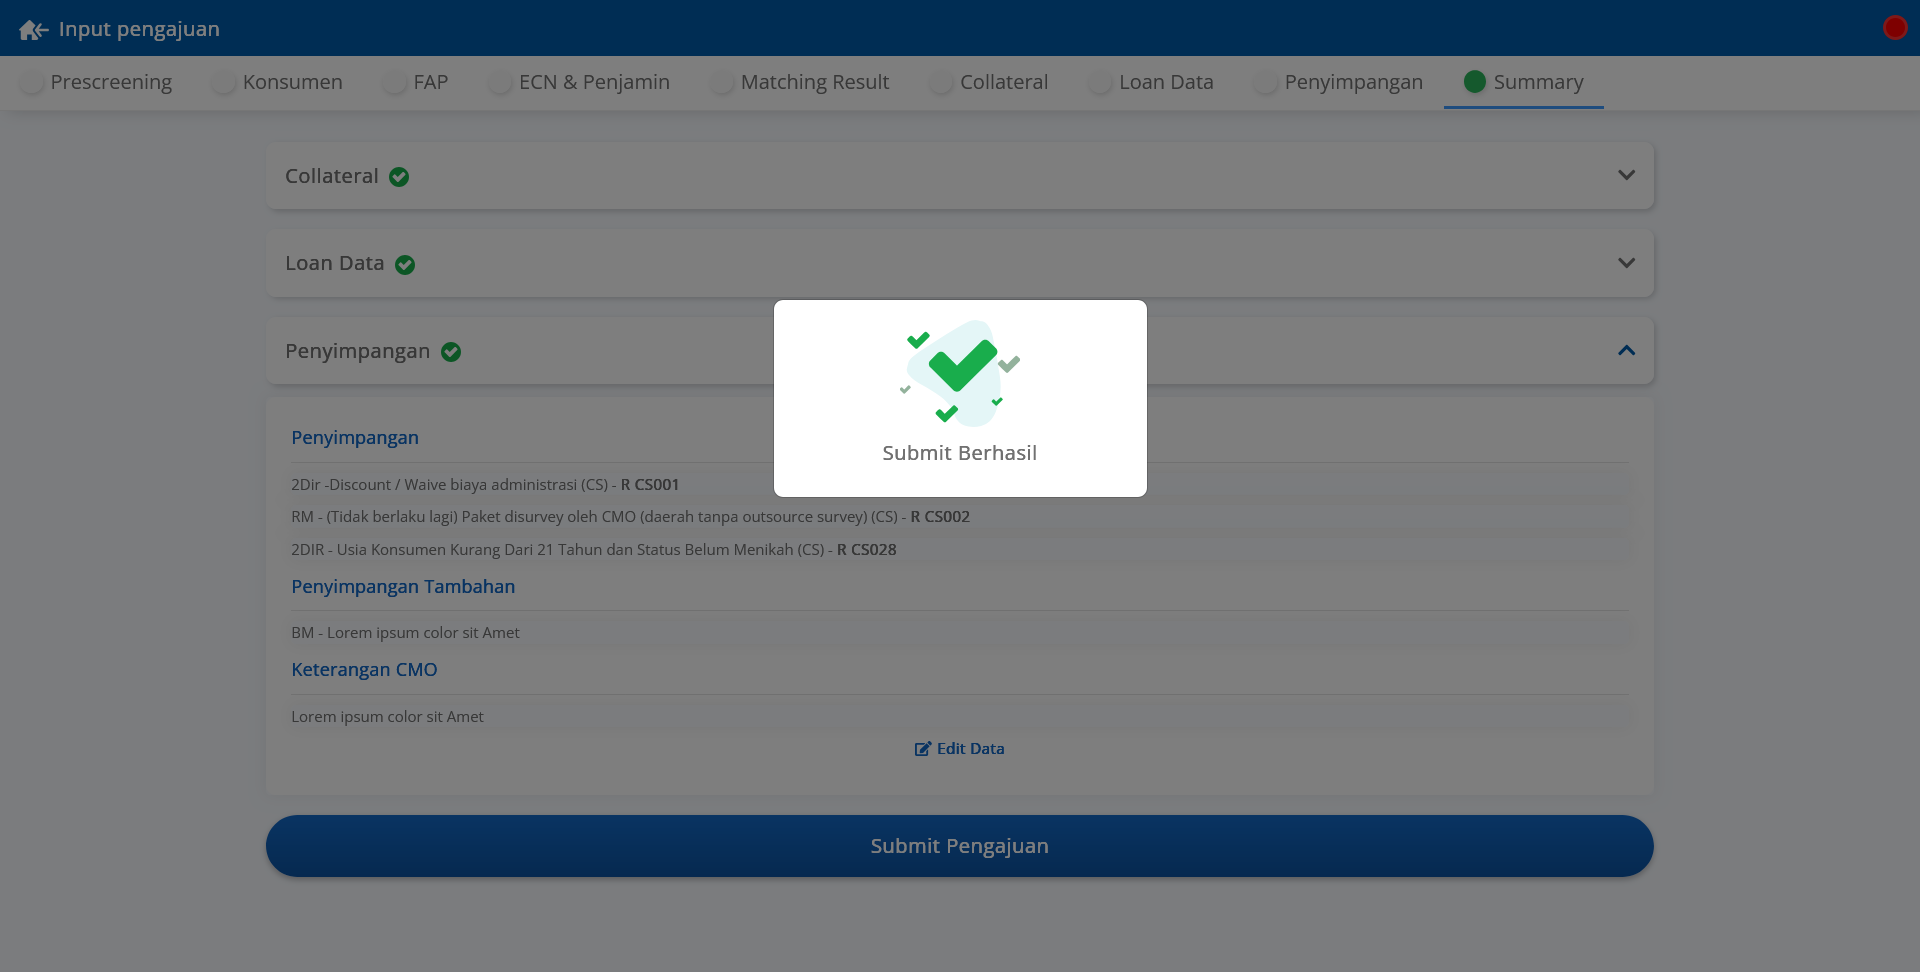 Input pengajuan
Prescreening Konsumen FAP ECN & Penjamin Matching Result Collateral Loan Data Penyimpangan Summary
Collateral
Loan Data
Penyimpangan
Submit Berhasil
Penyimpangan
2Dir -Discount / Waive biaya administrasi (CS) - R CS001
RM - (Tidak berlaku lagi) Paket disurvey oleh CMO (daerah tanpa outsource survey) (CS) - R CS002
2DIR - Usia Konsumen Kurang Dari 21 Tahun dan Status Belum Menikah (CS) - R CS028
Penyimpangan Tambahan
BM - Lorem ipsum color sit Amet
Keterangan CMO
Lorem ipsum color sit Amet
Edit Data
Submit Pengajuan